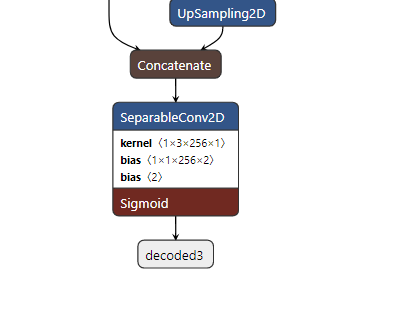 UpSampling2D
Concatenate
SeparableConv2D
kernel ⟨1×3×256×1⟩
bias ⟨1×1×256×2⟩
bias ⟨2⟩
Sigmoid
decoded3